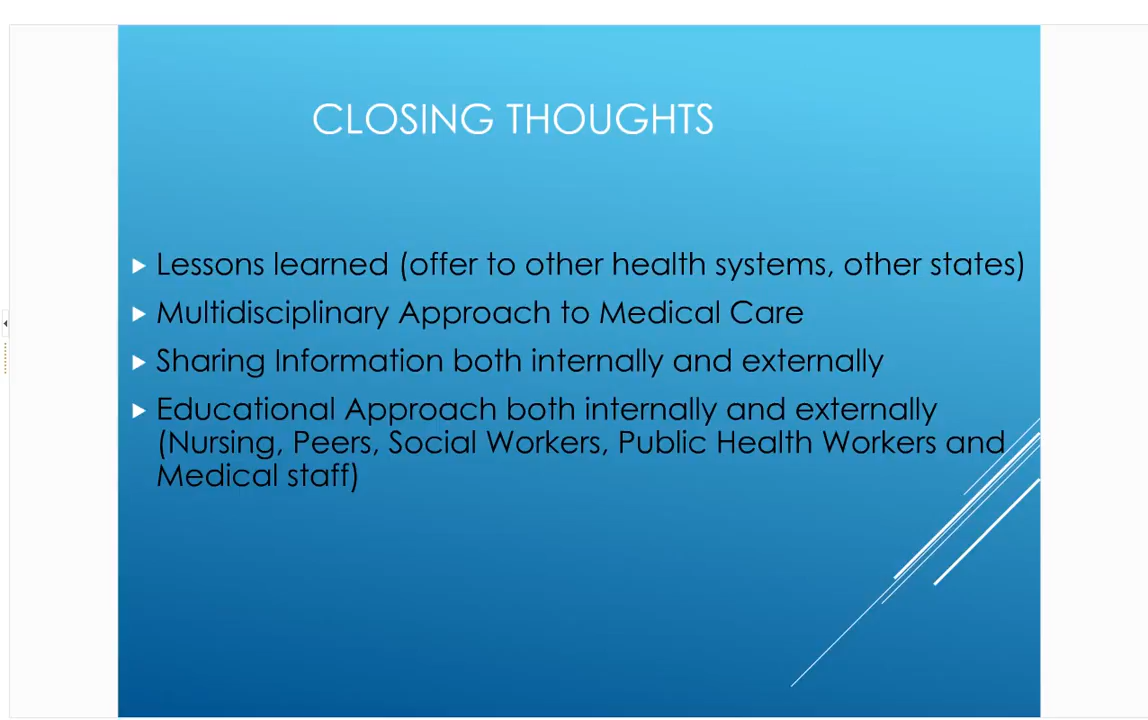 CLOSING THOUGHTS
Lessons learned (offer to other health systems, other states)
Multidisciplinary Approach to Medical Care
Sharing Information both internally and externally
Educational Approach both internally and externally
(Nursing, Peers, Social Workers, Public Health Workers and
Medical staff)